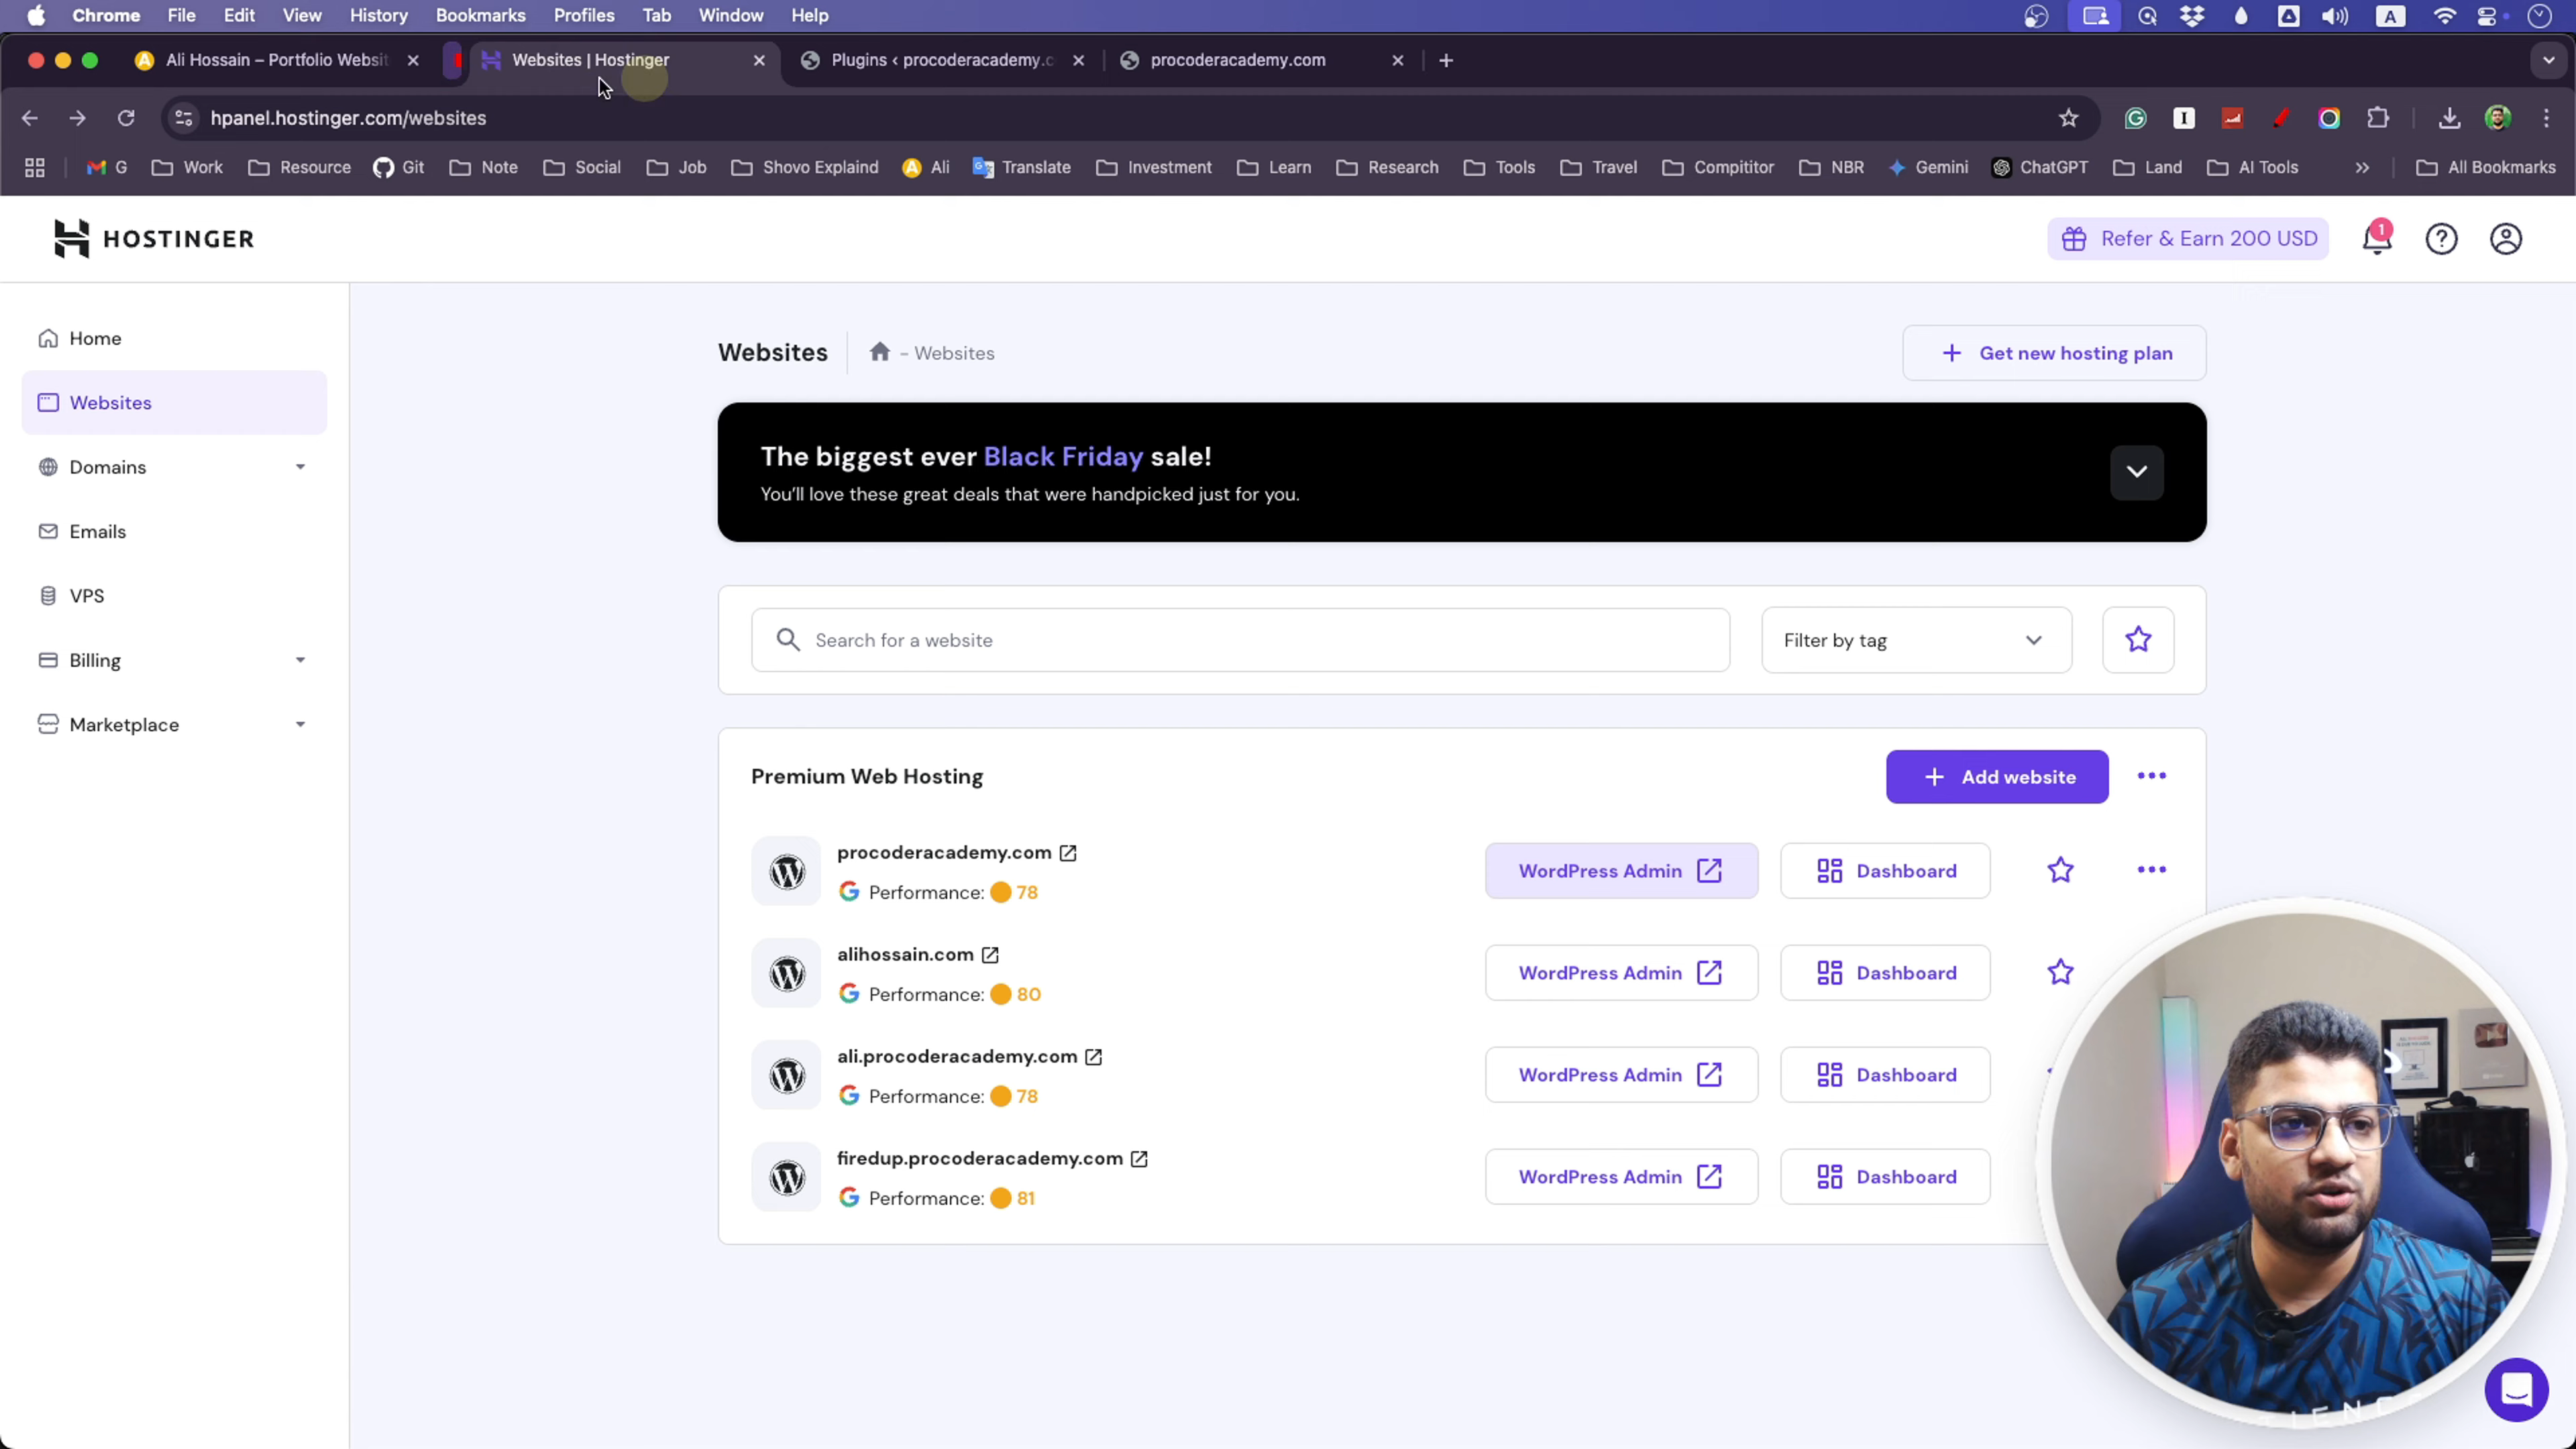 Chrome File Edit View History Bookmarks Profiles Tab Window Help
A
Ali Hossain – Portfolio Websit
Websites | Hostinger
Plugins ‹ procoderacademy.c
procoderacademy.com
hpanel.hostinger.com/websites
G Work Resource Git Note Social Job Shovo Explaind Ali Translate Investment Learn Research Tools Travel Compititor NBR Gemini ChatGPT Land AI Tools » All Bookmarks
HOSTINGER
Refer & Earn 200 USD
1
Home
Websites
Domains
Emails
VPS
Billing
Marketplace
Websites - Websites
Get new hosting plan
The biggest ever Black Friday sale!
You'll love these great deals that were handpicked just for you.
Search for a website
Filter by tag
Premium Web Hosting
Add website
procoderacademy.com
Performance: 78
WordPress Admin
Dashboard
alihossain.com
Performance: 80
WordPress Admin
Dashboard
ali.procoderacademy.com
Performance: 78
WordPress Admin
Dashboard
firedup.procoderacademy.com
Performance: 81
WordPress Admin
Dashboard